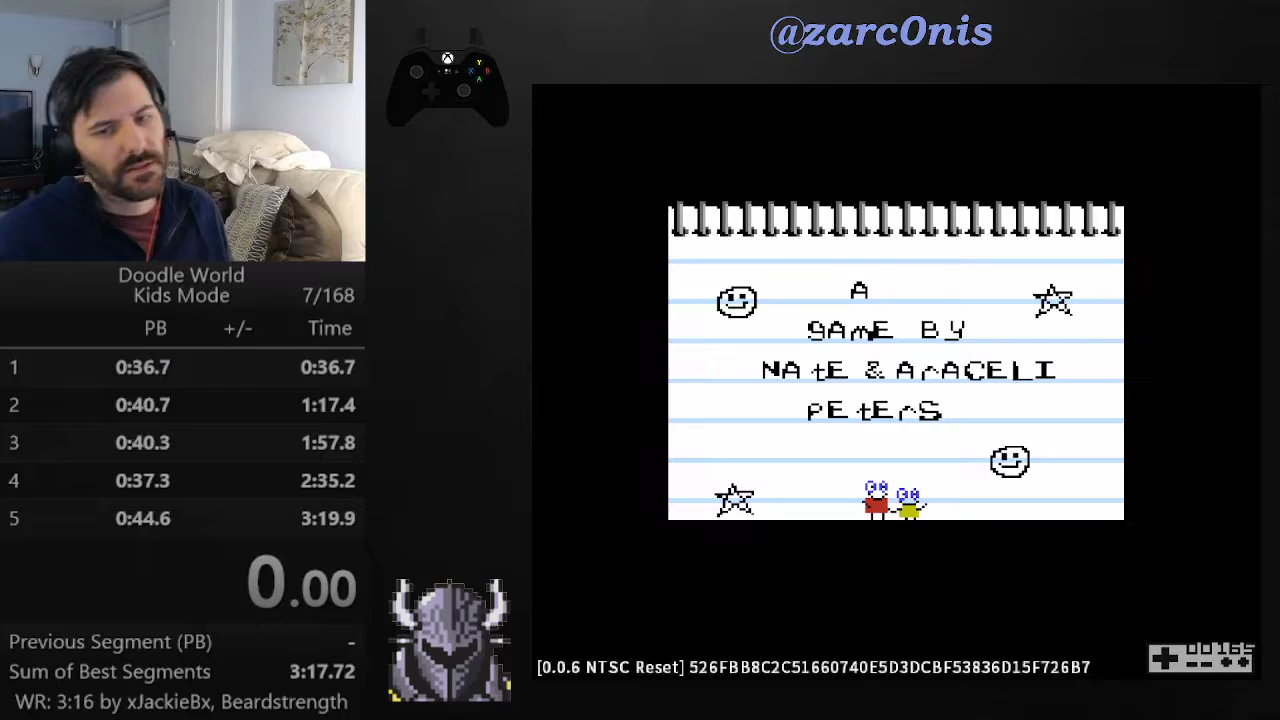 @zarc0nis
Doodle World
Kids Mode 7/168
PB +/- Time
1 0:36.7 0:36.7
2 0:40.7 1:17.4
3 0:40.3 1:57.8
4 0:37.3 2:35.2
5 0:44.6 3:19.9
0.00
Previous Segment (PB) -
Sum of Best Segments 3:17.72
WR: 3:16 by xJackieBx, Beardstrength
A
gAmE BY
NAtE & ArACELI
pEtErS
[0.0.6 NTSC Reset] 526FBB8C2C51660740E5D3DCBF53836D15F726B7
00165